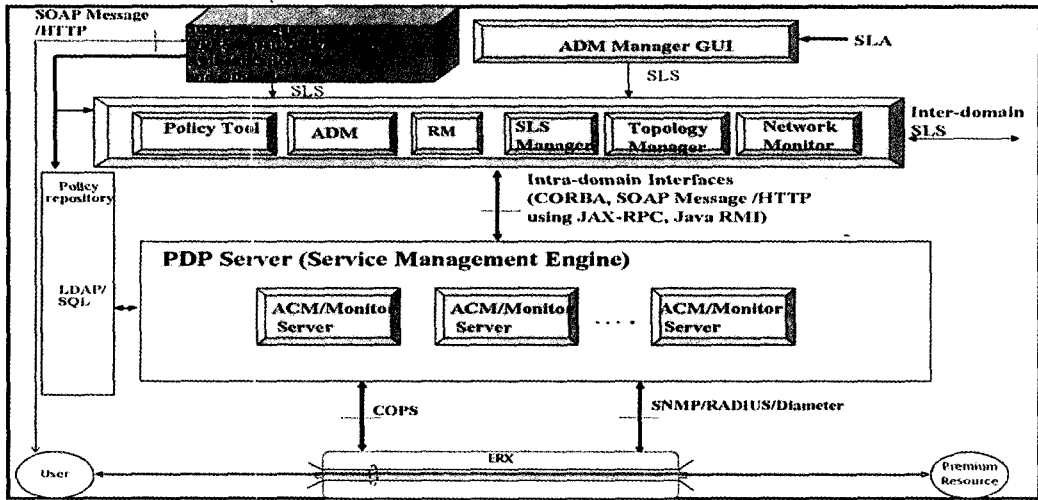 SOAP Message
/HTTP
ADM Manager GUI
SLA
SLS
SLS
Policy Tool
ADM
RM
SLS
Manager
Topology
Manager
Network
Monitor
Inter-domain
SLS
Policy
repository
Intra-domain Interfaces
(CORBA, SOAP Message /HTTP
using JAX-RPC, Java RMI)
PDP Server (Service Management Engine)
LDAP/
SQL
ACM/Monitor
Server
ACM/Monitor
Server
. . . .
ACM/Monitor
Server
COPS
SNMP/RADIUS/Diameter
ERX
User
Premium
Resource